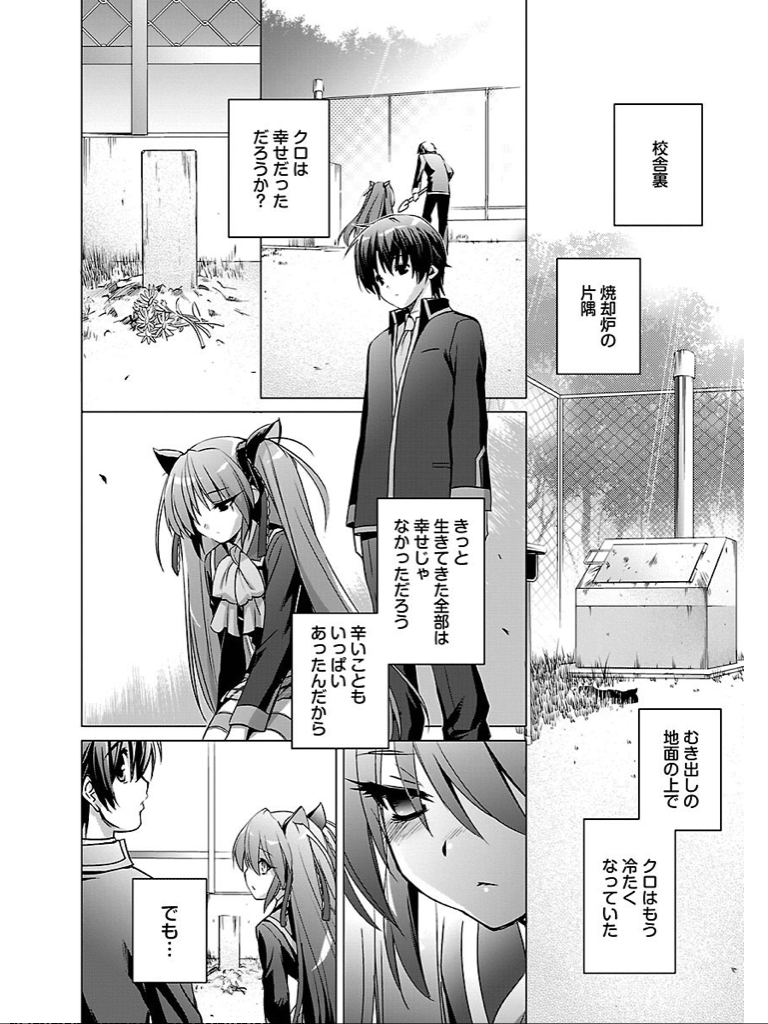 校舎裏
焼却炉の
片隅
むき出しの
地面の上で
クロはもう
冷たく
なっていた
クロは
幸せだった
だろうか?
きっと
生きてきた全部は
幸せじゃ
なかっただろう
辛いことも
いっぱい
あったんだから
でも…